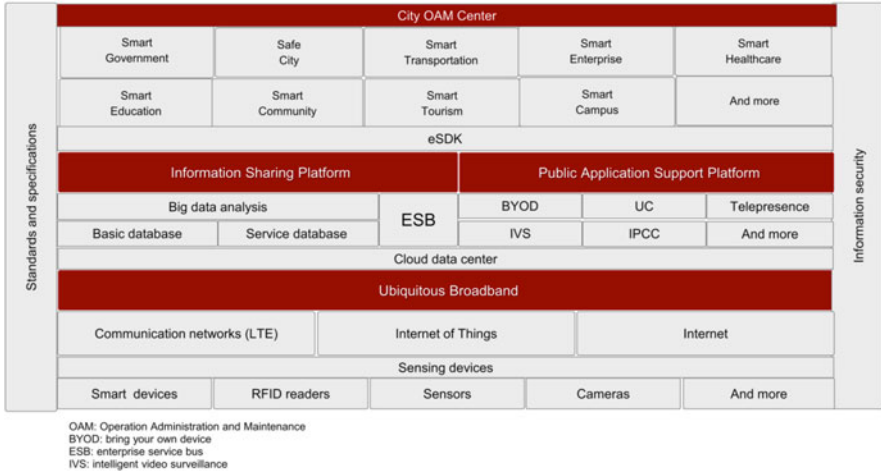 City OAM Center
Smart
Government
Safe
City
Smart
Transportation
Smart
Enterprise
Smart
Healthcare
Smart
Education
Smart
Community
Smart
Tourism
Smart
Campus
And more
eSDK
Standards and specifications
Information security
Information Sharing Platform
Public Application Support Platform
Big data analysis
ESB
BYOD
UC
Telepresence
Basic database
Service database
IVS
IPCC
And more
Cloud data center
Ubiquitous Broadband
Communication networks (LTE)
Internet of Things
Internet
Sensing devices
Smart devices
RFID readers
Sensors
Cameras
And more
OAM: Operation Administration and Maintenance
BYOD: bring your own device
ESB: enterprise service bus
IVS: intelligent video surveillance